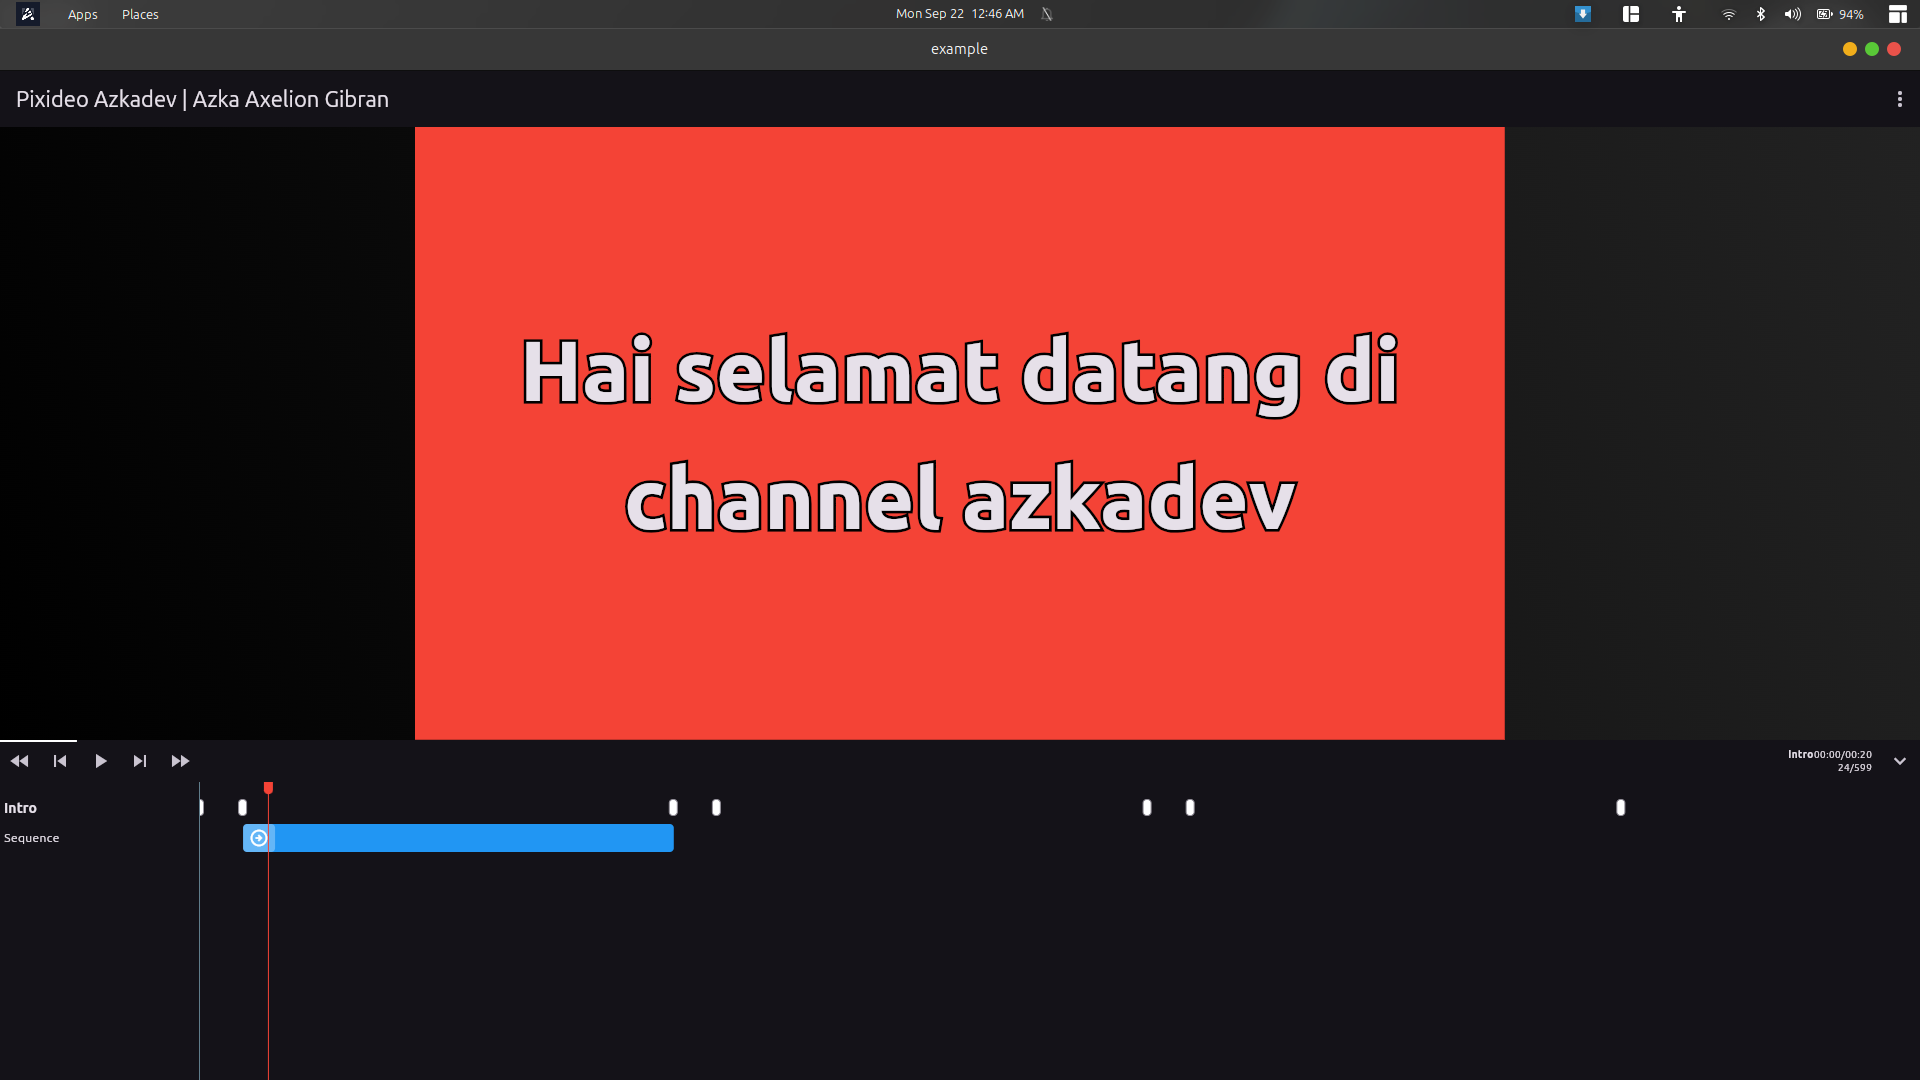 Apps Places Mon Sep 22 12:46 AM 94%
example
Pixideo Azkadev | Azka Axelion Gibran
Hai selamat datang di
channel azkadev
Intro00:00/00:20
24/599
Intro
Sequence